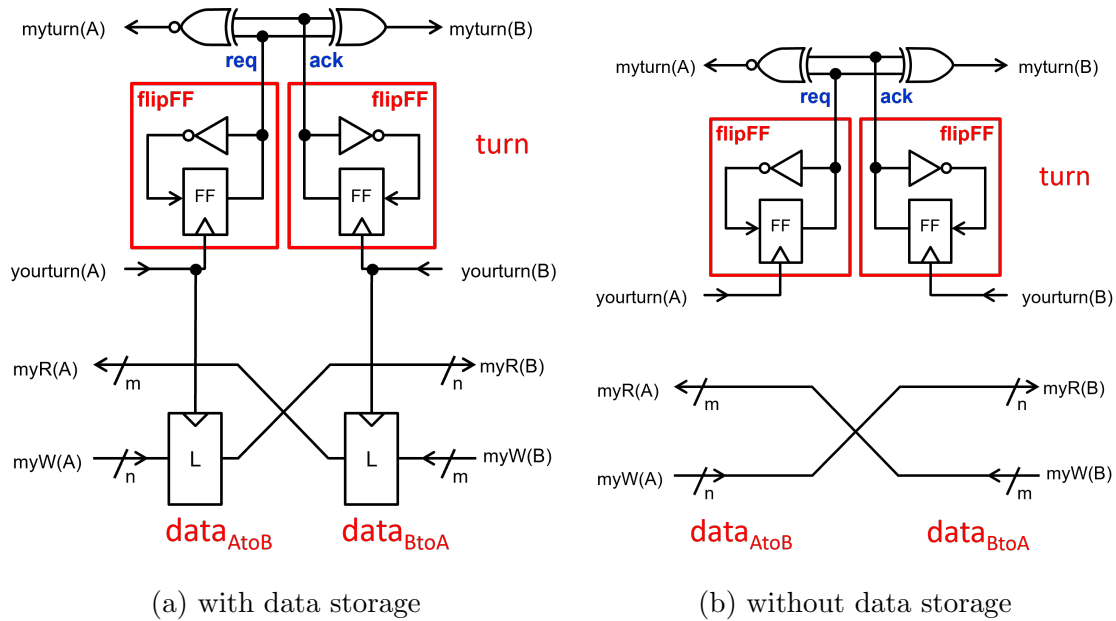 myturn(A)
myturn(B)
req
ack
flipFF
flipFF
turn
FF
FF
yourturn(A)
yourturn(B)
myR(A)
m
n
myR(B)
myW(A)
n
L
L
m
myW(B)
dataAtoB
dataBtoA
(a) with data storage
myturn(A)
myturn(B)
req
ack
flipFF
flipFF
turn
FF
FF
yourturn(A)
yourturn(B)
myR(A)
m
n
myR(B)
myW(A)
n
m
myW(B)
dataAtoB
dataBtoA
(b) without data storage